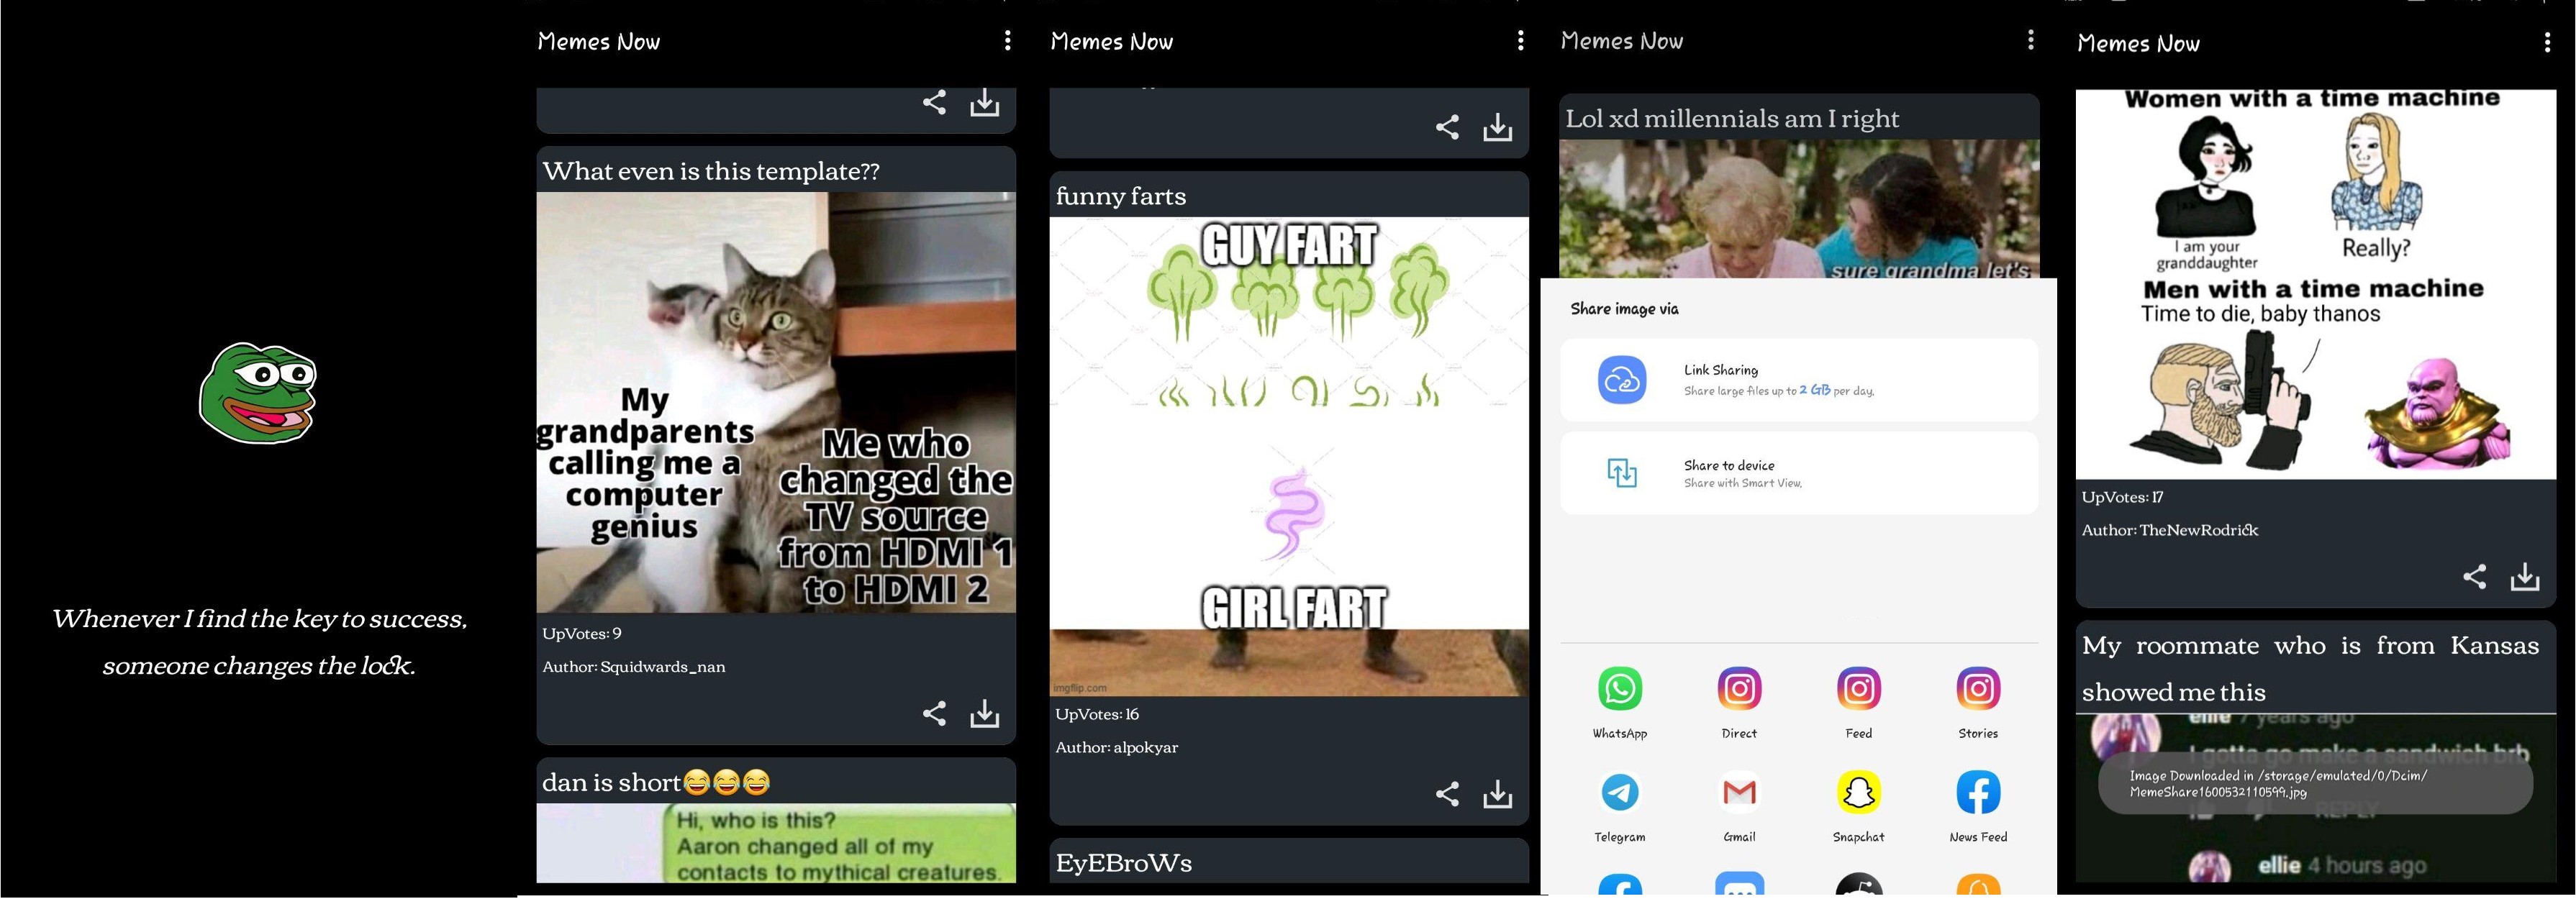 Whenever I find the key to success,
someone changes the lock.
Memes Now
What even is this template??
My
grandparents
calling me a
computer
genius
Me who
changed the
TV source
from HDMI 1
to HDMI 2
UpVotes: 9
Author: Squidwards_nan
dan is short😂😂😂
Hi, who is this?
Aaron changed all of my
contacts to mythical creatures.
Memes Now
funny farts
GUY FART
GIRL FART
imgflip.com
UpVotes: 16
Author: alpokyar
EyEBroWs
Memes Now
Lol xd millennials am I right
sure grandma let's
Share image via
Link Sharing
Share large files up to 2 GB per day.
Share to device
Share with Smart View.
WhatsApp
Direct
Feed
Stories
Telegram
Gmail
Snapchat
News Feed
Memes Now
Women with a time machine
I am your
granddaughter
Really?
Men with a time machine
Time to die, baby thanos
UpVotes: 17
Author: TheNewRodrick
My roommate who is from Kansas
showed me this
ellie 7 years ago
I gotta go make a sandwich brb
Image Downloaded in /storage/emulated/0/Dcim/
MemeShare1600532110599.jpg
REPLY
ellie 4 hours ago